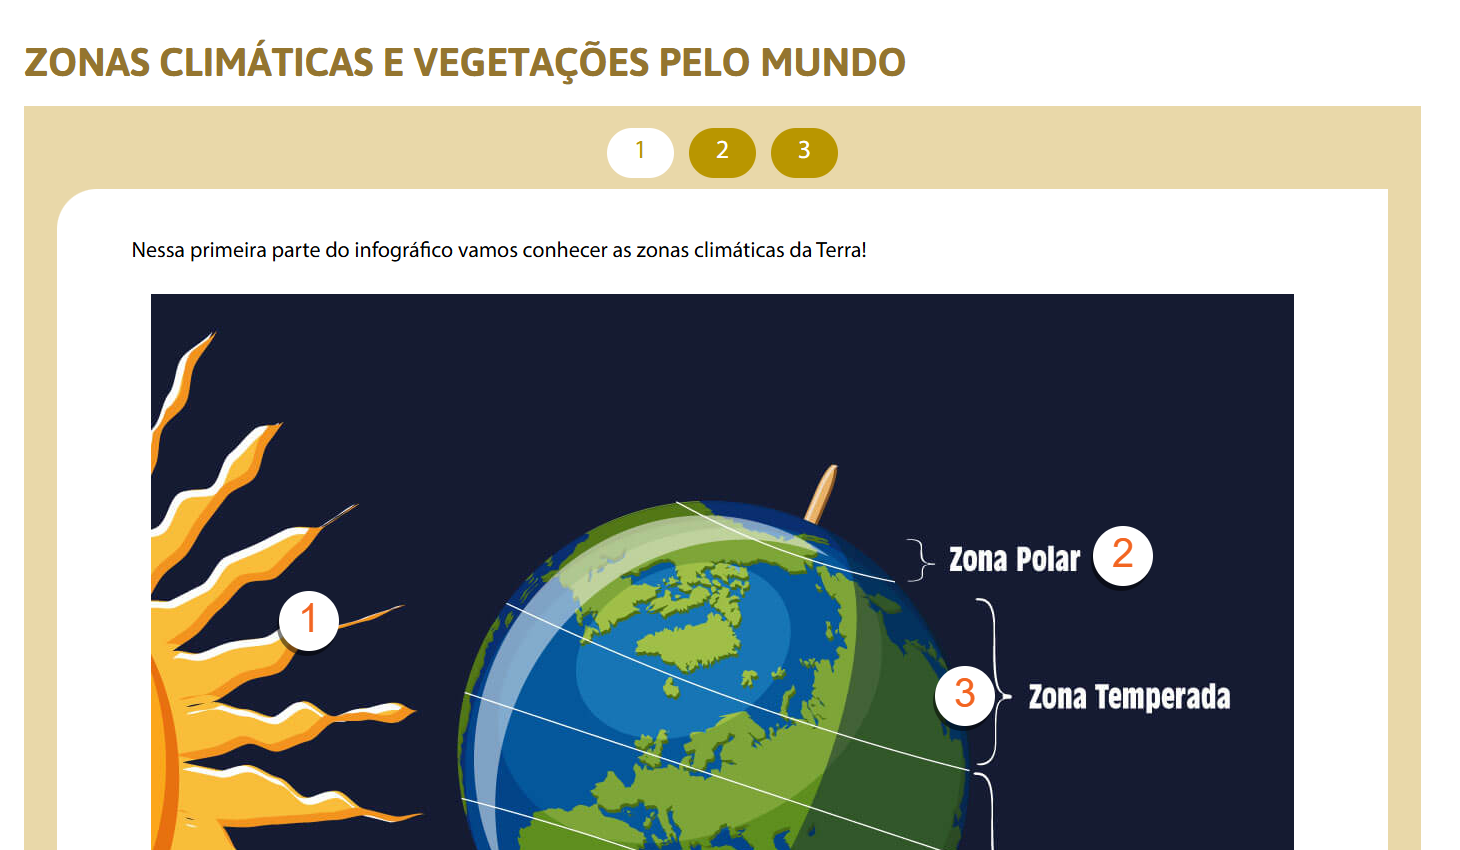 ZONAS CLIMÁTICAS E VEGETAÇÕES PELO MUNDO
1 2 3
Nessa primeira parte do infográfico vamos conhecer as zonas climáticas da Terra!
Zona Polar 2
1
3 Zona Temperada